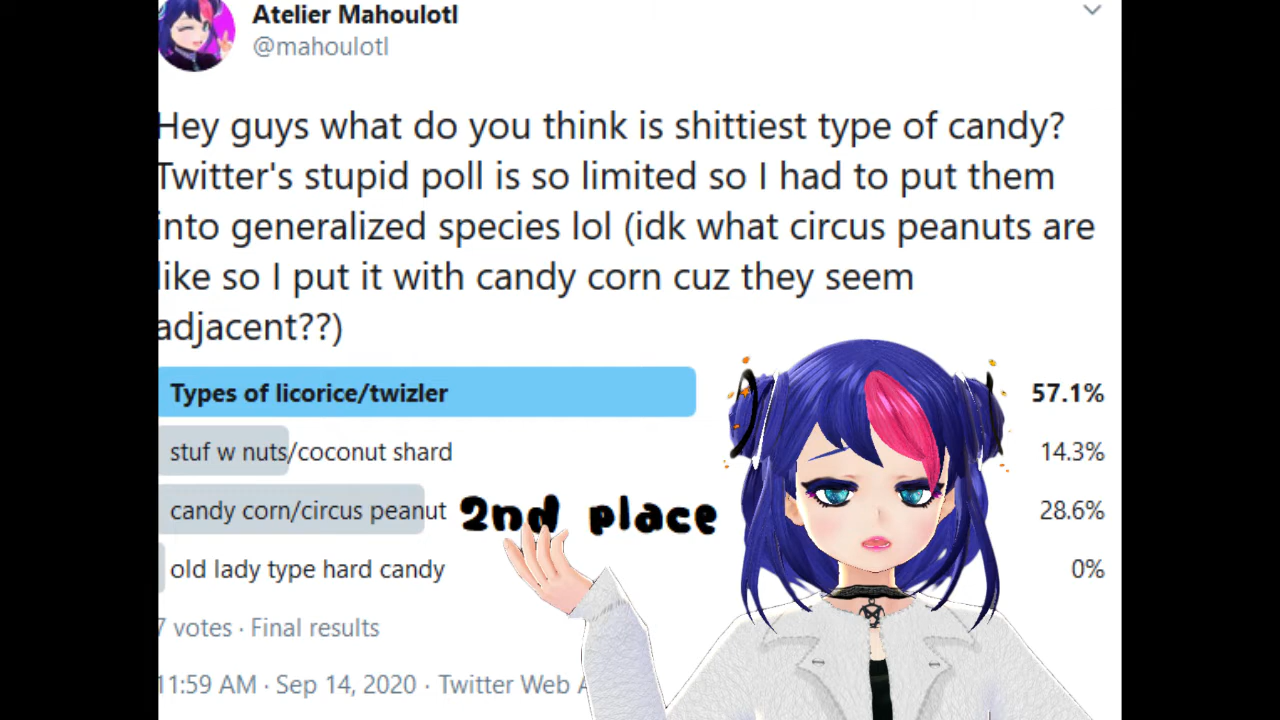 Atelier Mahoulotl
@mahoulotl
Hey guys what do you think is shittiest type of candy?
Twitter's stupid poll is so limited so I had to put them
into generalized species lol (idk what circus peanuts are
like so I put it with candy corn cuz they seem
adjacent??)
Types of licorice/twizler 57.1%
stuf w nuts/coconut shard 14.3%
candy corn/circus peanut 2nd place 28.6%
old lady type hard candy 0%
7 votes · Final results
11:59 AM · Sep 14, 2020 · Twitter Web